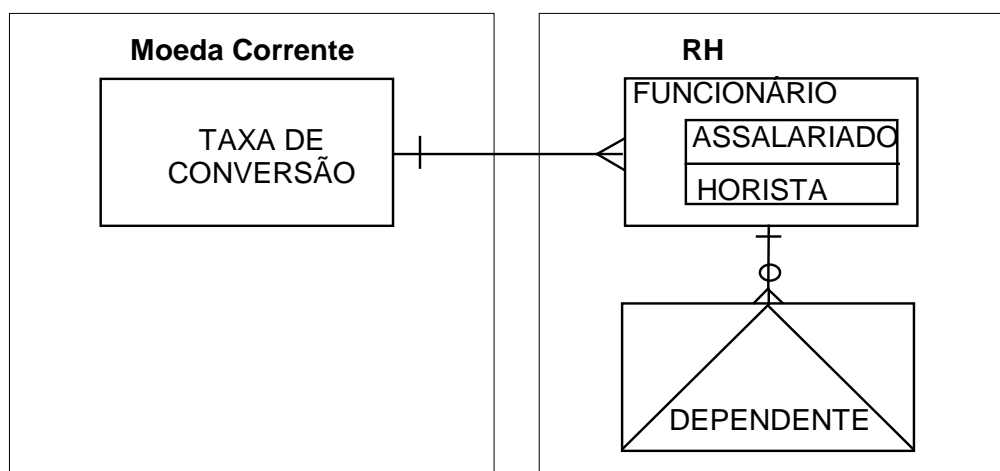 Moeda Corrente
TAXA DE
CONVERSÃO
RH
FUNCIONÁRIO
ASSALARIADO
HORISTA
DEPENDENTE